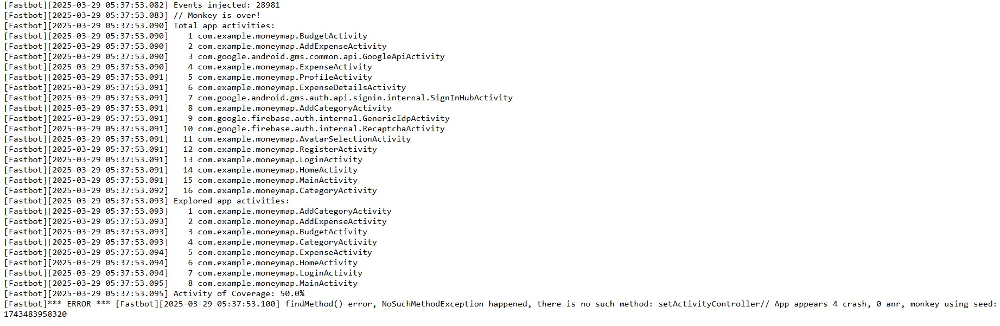 [Fastbot][2025-03-29 05:37:53.082] Events injected: 28981
[Fastbot][2025-03-29 05:37:53.083] // Monkey is over!
[Fastbot][2025-03-29 05:37:53.090] Total app activities:
[Fastbot][2025-03-29 05:37:53.090]    1 com.example.moneymap.BudgetActivity
[Fastbot][2025-03-29 05:37:53.090]    2 com.example.moneymap.AddExpenseActivity
[Fastbot][2025-03-29 05:37:53.090]    3 com.google.android.gms.common.api.GoogleApiActivity
[Fastbot][2025-03-29 05:37:53.090]    4 com.example.moneymap.ExpenseActivity
[Fastbot][2025-03-29 05:37:53.091]    5 com.example.moneymap.ProfileActivity
[Fastbot][2025-03-29 05:37:53.091]    6 com.example.moneymap.ExpenseDetailsActivity
[Fastbot][2025-03-29 05:37:53.091]    7 com.google.android.gms.auth.api.signin.internal.SignInHubActivity
[Fastbot][2025-03-29 05:37:53.091]    8 com.example.moneymap.AddCategoryActivity
[Fastbot][2025-03-29 05:37:53.091]    9 com.google.firebase.auth.internal.GenericIdpActivity
[Fastbot][2025-03-29 05:37:53.091]   10 com.google.firebase.auth.internal.RecaptchaActivity
[Fastbot][2025-03-29 05:37:53.091]   11 com.example.moneymap.AvatarSelectionActivity
[Fastbot][2025-03-29 05:37:53.091]   12 com.example.moneymap.RegisterActivity
[Fastbot][2025-03-29 05:37:53.091]   13 com.example.moneymap.LoginActivity
[Fastbot][2025-03-29 05:37:53.091]   14 com.example.moneymap.HomeActivity
[Fastbot][2025-03-29 05:37:53.091]   15 com.example.moneymap.MainActivity
[Fastbot][2025-03-29 05:37:53.092]   16 com.example.moneymap.CategoryActivity
[Fastbot][2025-03-29 05:37:53.093] Explored app activities:
[Fastbot][2025-03-29 05:37:53.093]    1 com.example.moneymap.AddCategoryActivity
[Fastbot][2025-03-29 05:37:53.093]    2 com.example.moneymap.AddExpenseActivity
[Fastbot][2025-03-29 05:37:53.093]    3 com.example.moneymap.BudgetActivity
[Fastbot][2025-03-29 05:37:53.093]    4 com.example.moneymap.CategoryActivity
[Fastbot][2025-03-29 05:37:53.094]    5 com.example.moneymap.ExpenseActivity
[Fastbot][2025-03-29 05:37:53.094]    6 com.example.moneymap.HomeActivity
[Fastbot][2025-03-29 05:37:53.094]    7 com.example.moneymap.LoginActivity
[Fastbot][2025-03-29 05:37:53.095]    8 com.example.moneymap.MainActivity
[Fastbot][2025-03-29 05:37:53.095] Activity of Coverage: 50.0%
[Fastbot]*** ERROR *** [Fastbot][2025-03-29 05:37:53.100] findMethod() error, NoSuchMethodException happened, there is no such method: setActivityController// App appears 4 crash, 0 anr, monkey using seed:
1743483958320